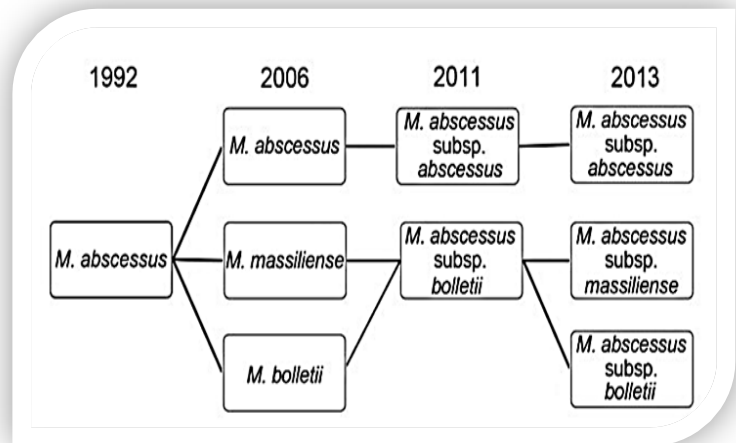 1992 2006 2011 2013
M. abscessus
M. abscessus
M. massiliense
M. bolletii
M. abscessus
subsp.
abscessus
M. abscessus
subsp.
bolletii
M. abscessus
subsp.
abscessus
M. abscessus
subsp.
massiliense
M. abscessus
subsp.
bolletii